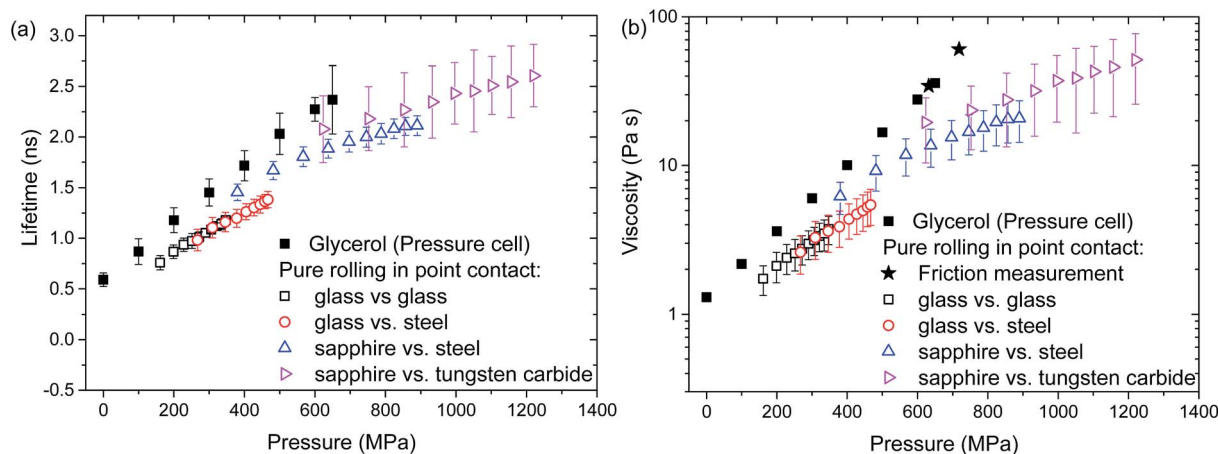 (a)
3.0
2.5
2.0
1.5
1.0
0.5
0.0
-0.5
Lifetime (ns)
Glycerol (Pressure cell)
Pure rolling in point contact:
glass vs glass
glass vs. steel
sapphire vs. steel
sapphire vs. tungsten carbide
0 200 400 600 800 1000 1200 1400
Pressure (MPa)
(b)
100
10
1
Viscosity (Pa s)
Glycerol (Pressure cell)
Pure rolling in point contact:
Friction measurement
glass vs. glass
glass vs. steel
sapphire vs. steel
sapphire vs. tungsten carbide
0 200 400 600 800 1000 1200 1400
Pressure (MPa)